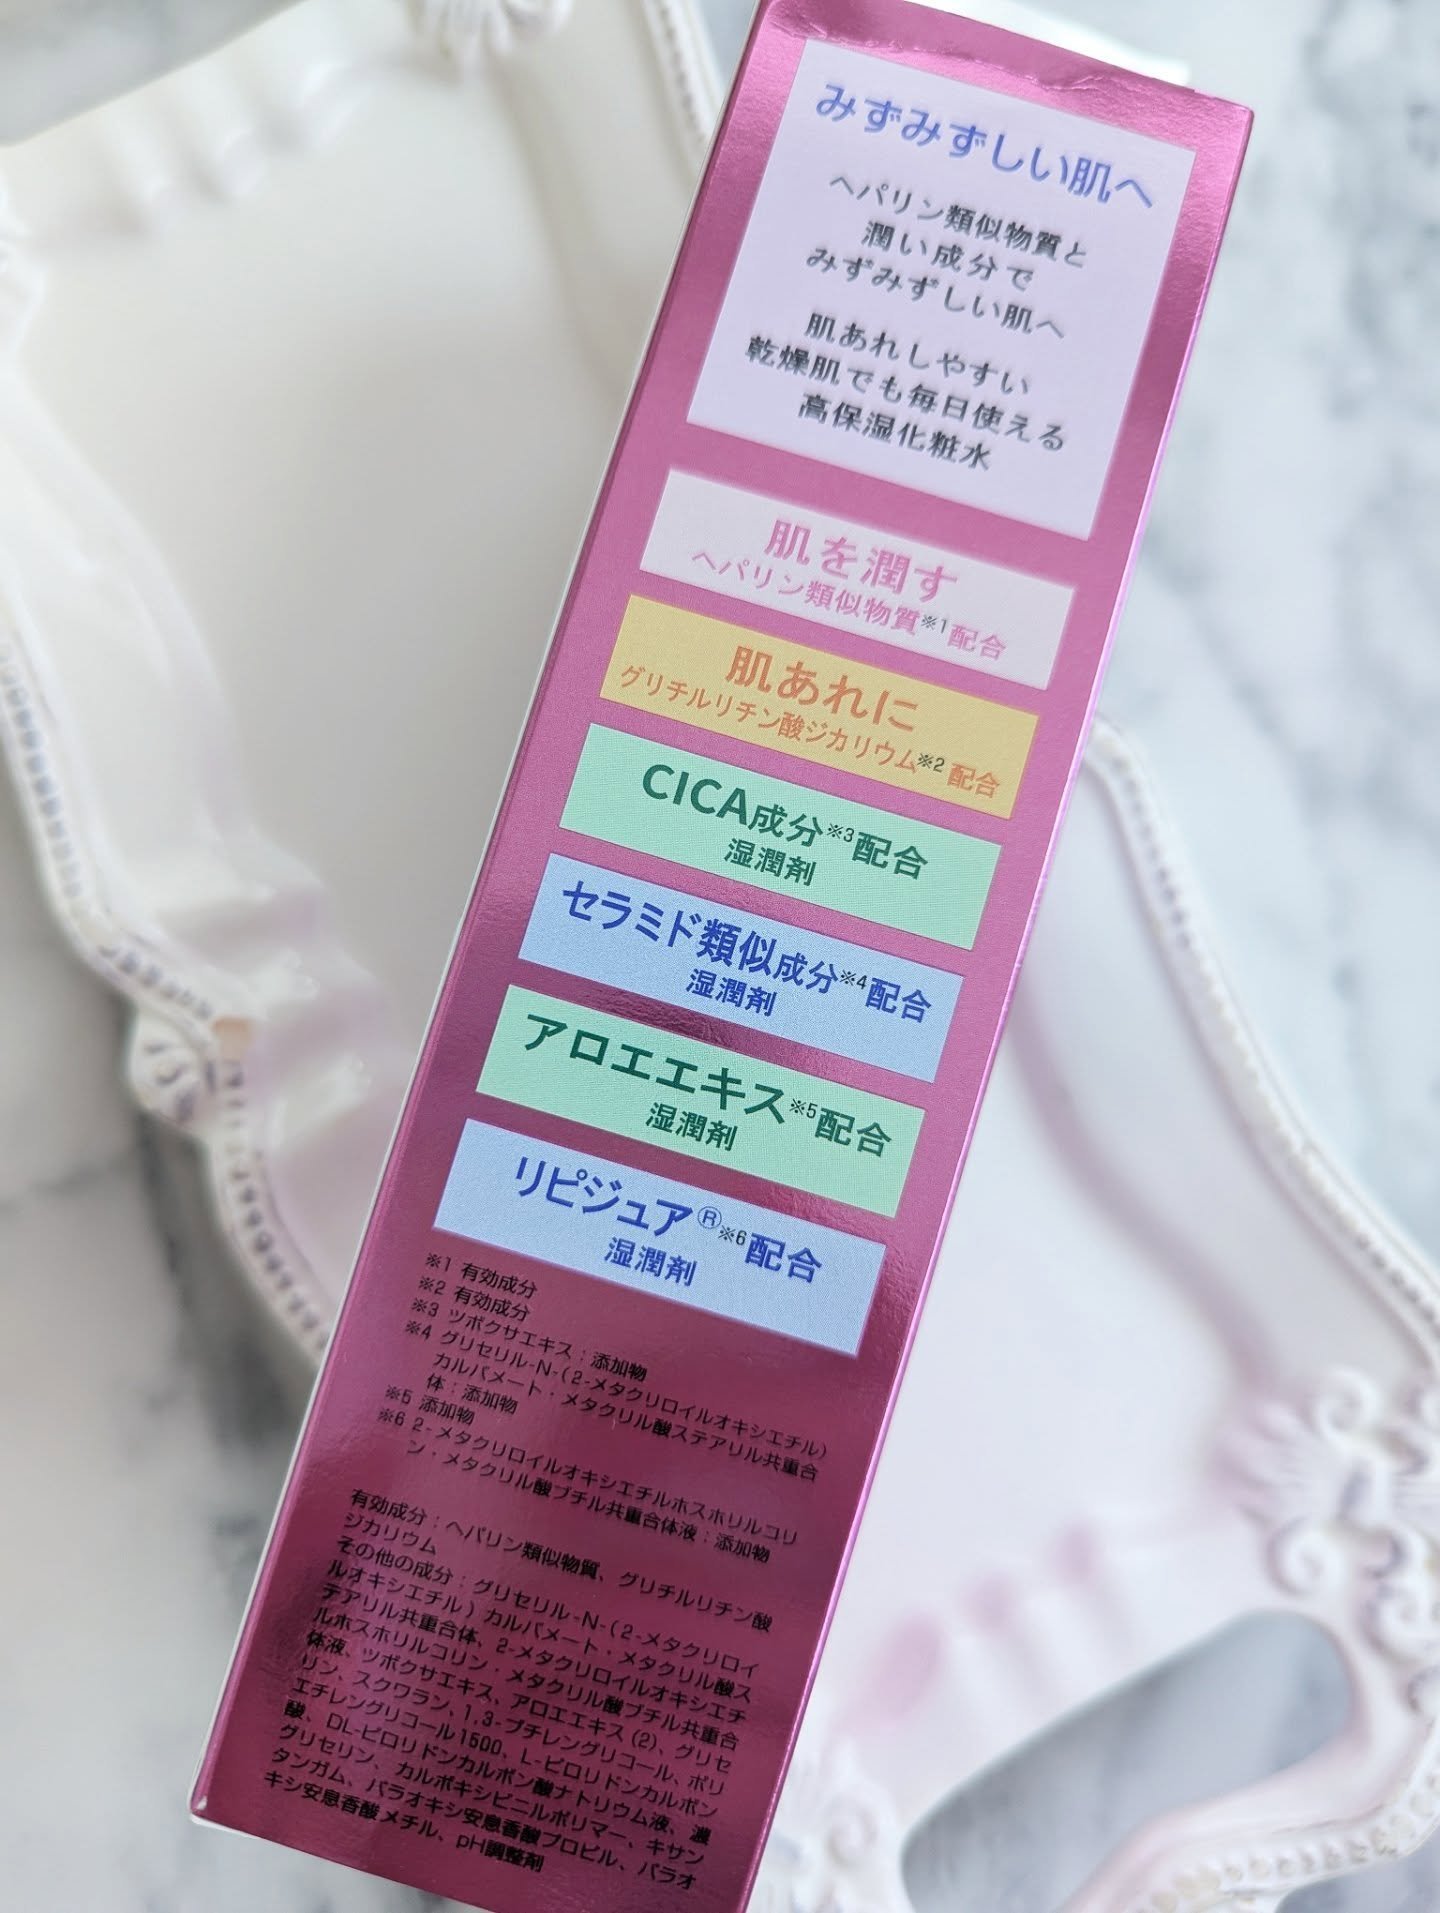 みずみずしい肌へ
ヘパリン類似物質と
潤い成分で
みずみずしい肌へ
肌あれしやすい
乾燥肌でも毎日使える
高保湿化粧水
肌を潤す
ヘパリン類似物質※1配合
肌あれに
グリチルリチン酸ジカリウム※2配合
CICA成分※3配合
湿潤剤
セラミド類似成分※4配合
湿潤剤
アロエエキス※5配合
湿潤剤
リピジュア®※6配合
湿潤剤
※1 有効成分
※2 有効成分
※3 ツボクサエキス：添加物
※4 グリセリル-N-(2-メタクリロイルオキシエチル)
カルバメート・メタクリル酸ステアリル共重合
体：添加物
※5 添加物
※6 2-メタクリロイルオキシエチルホスホリルコリ
ン・メタクリル酸ブチル共重合体液：添加物
有効成分：ヘパリン類似物質、グリチルリチン酸
ジカリウム
その他の成分：グリセリル-N-(2-メタクリロイ
ルオキシエチル)カルバメート・メタクリル酸ス
テアリル共重合体、2-メタクリロイルオキシエチ
ルホスホリルコリン・メタクリル酸ブチル共重合
体液、ツボクサエキス、アロエエキス(2)、グリセ
リン、スクワラン、1,3-ブチレングリコール、ポリ
エチレングリコール1500、L-ピロリドンカルボン
酸、DL-ピロリドンカルボン酸ナトリウム液、濃
グリセリン、カルボキシビニルポリマー、キサン
タンガム、パラオキシ安息香酸プロピル、パラオ
キシ安息香酸メチル、pH調整剤